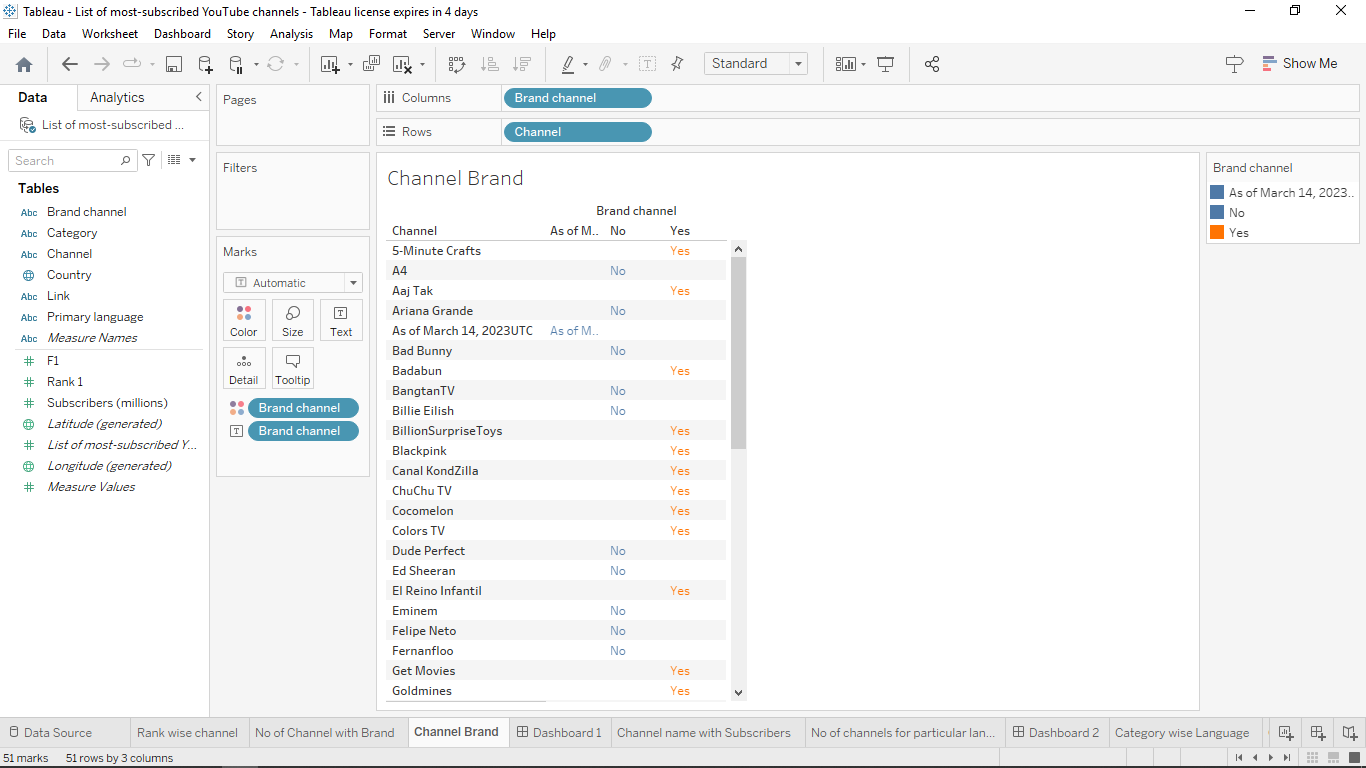 Tableau - List of most-subscribed YouTube channels - Tableau license expires in 4 days
File Data Worksheet Dashboard Story Analysis Map Format Server Window Help
Standard
Show Me
Data Analytics
List of most-subscribed ...
Search
Tables
Abc Brand channel
Abc Category
Abc Channel
Country
Abc Link
Abc Primary language
Abc Measure Names
F1
Rank 1
Subscribers (millions)
Latitude (generated)
List of most-subscribed Y...
Longitude (generated)
Measure Values
Pages
Filters
Marks
Automatic
Color Size Text
Detail Tooltip
Brand channel
Brand channel
Columns Brand channel
Rows Channel
Channel Brand
Brand channel
Channel As of M.. No Yes
5-Minute Crafts Yes
A4 No
Aaj Tak Yes
Ariana Grande No
As of March 14, 2023UTC As of M..
Bad Bunny No
Badabun Yes
BangtanTV No
Billie Eilish No
BillionSurpriseToys Yes
Blackpink Yes
Canal KondZilla Yes
ChuChu TV Yes
Cocomelon Yes
Colors TV Yes
Dude Perfect No
Ed Sheeran No
El Reino Infantil Yes
Eminem No
Felipe Neto No
Fernanfloo No
Get Movies Yes
Goldmines Yes
Brand channel
As of March 14, 2023..
No
Yes
Data Source Rank wise channel No of Channel with Brand Channel Brand Dashboard 1 Channel name with Subscribers No of channels for particular lan... Dashboard 2 Category wise Language
51 marks 51 rows by 3 columns